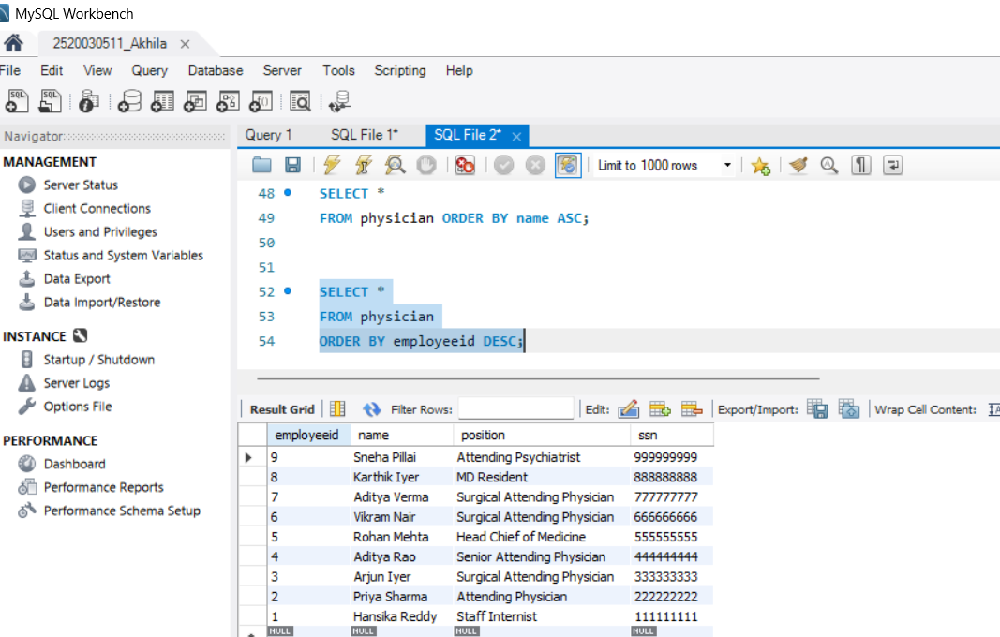 MySQL Workbench
2520030511_Akhila
File Edit View Query Database Server Tools Scripting Help
Navigator
MANAGEMENT
Server Status
Client Connections
Users and Privileges
Status and System Variables
Data Export
Data Import/Restore
INSTANCE
Startup / Shutdown
Server Logs
Options File
PERFORMANCE
Dashboard
Performance Reports
Performance Schema Setup
Query 1 SQL File 1* SQL File 2*
Limit to 1000 rows
48 SELECT *
49 FROM physician ORDER BY name ASC;
50
51
52 SELECT *
53 FROM physician
54 ORDER BY employeeid DESC;
Result Grid Filter Rows: Edit: Export/Import: Wrap Cell Content:
employeeid name position ssn
9 Sneha Pillai Attending Psychiatrist 999999999
8 Karthik Iyer MD Resident 888888888
7 Aditya Verma Surgical Attending Physician 777777777
6 Vikram Nair Surgical Attending Physician 666666666
5 Rohan Mehta Head Chief of Medicine 555555555
4 Aditya Rao Senior Attending Physician 444444444
3 Arjun Iyer Surgical Attending Physician 333333333
2 Priya Sharma Attending Physician 222222222
1 Hansika Reddy Staff Internist 111111111
NULL NULL NULL NULL